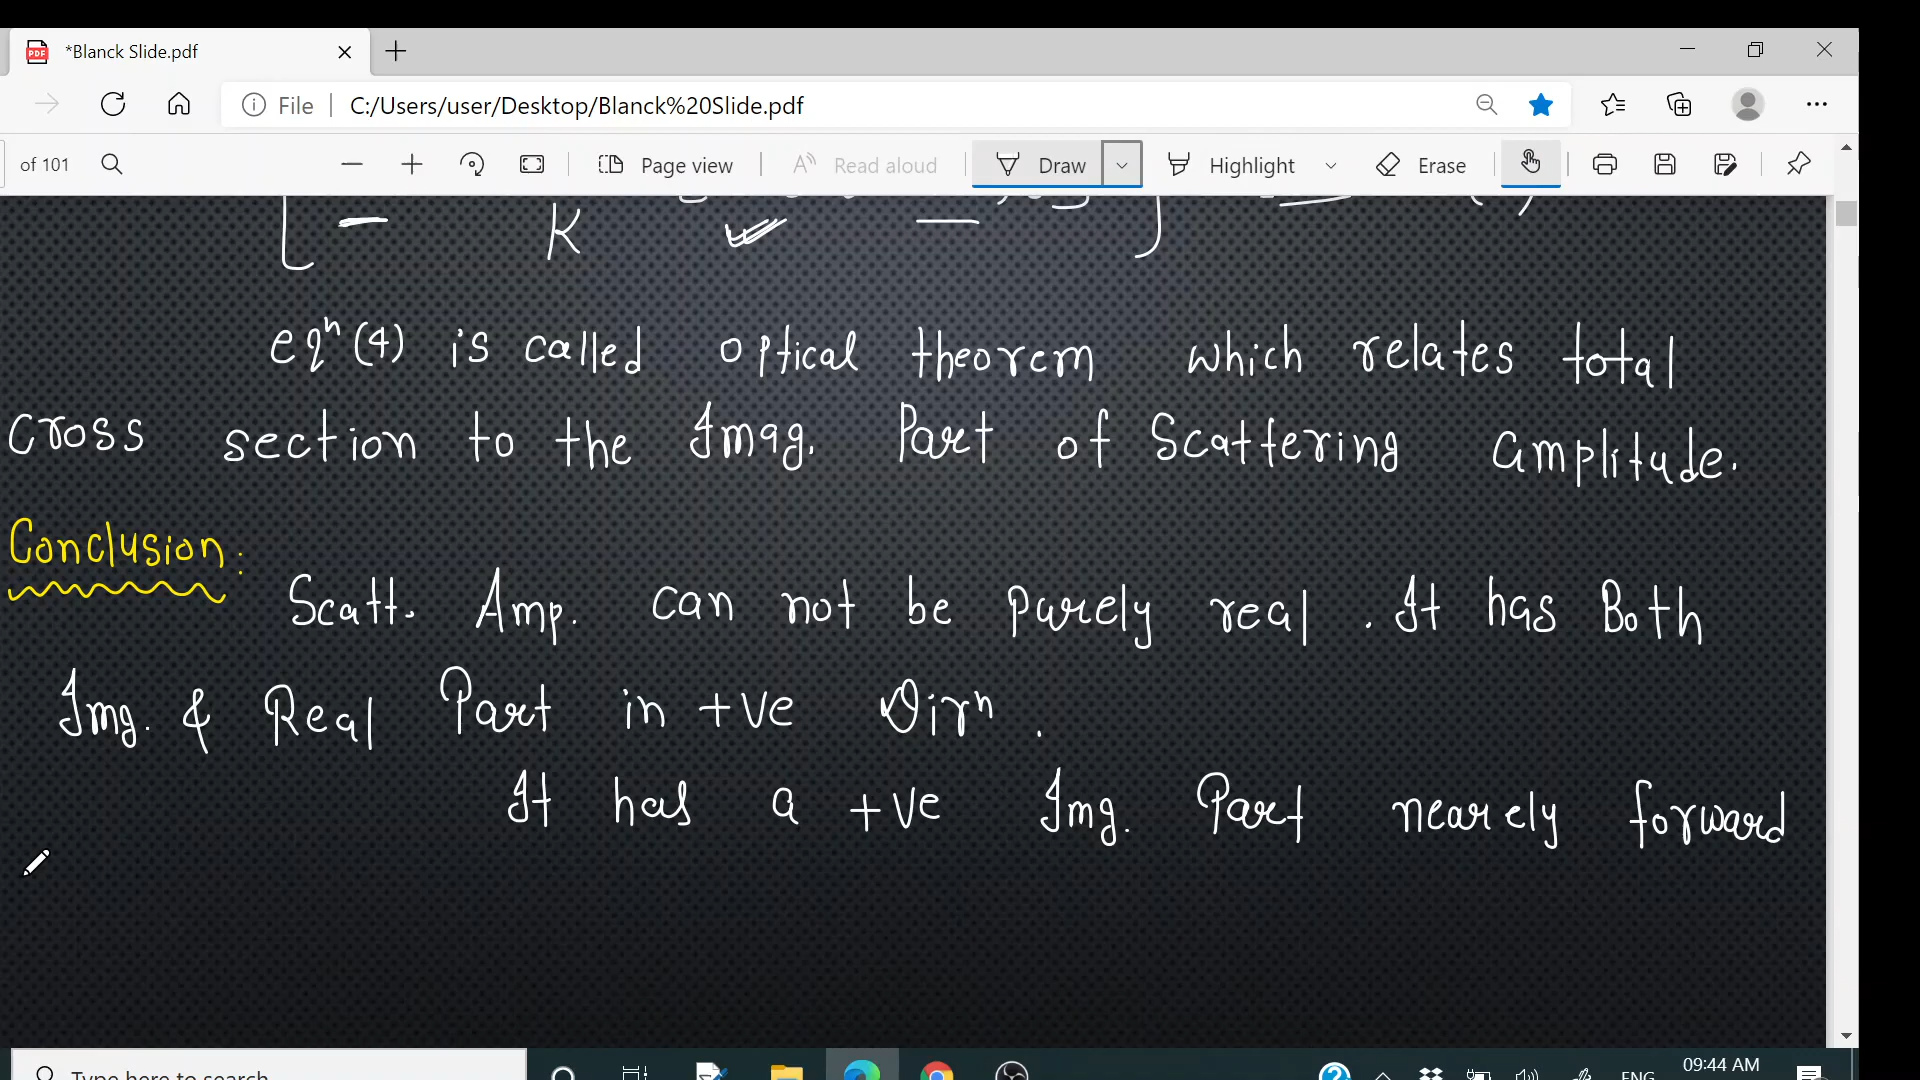 *Blanck Slide.pdf
File | C:/Users/user/Desktop/Blanck%20Slide.pdf
of 101 Page view Read aloud Draw Highlight Erase
K
eqⁿ (4) is called optical theorem which relates total
cross section to the Imag. Part of Scattering amplitude.
Conclusion:
Scatt. Amp. can not be purely real. It has Both
Img. & Real Part in +ve Dirⁿ.
It has a +ve Img. Part nearely forward
Type here to search
ENG 09:44 AM